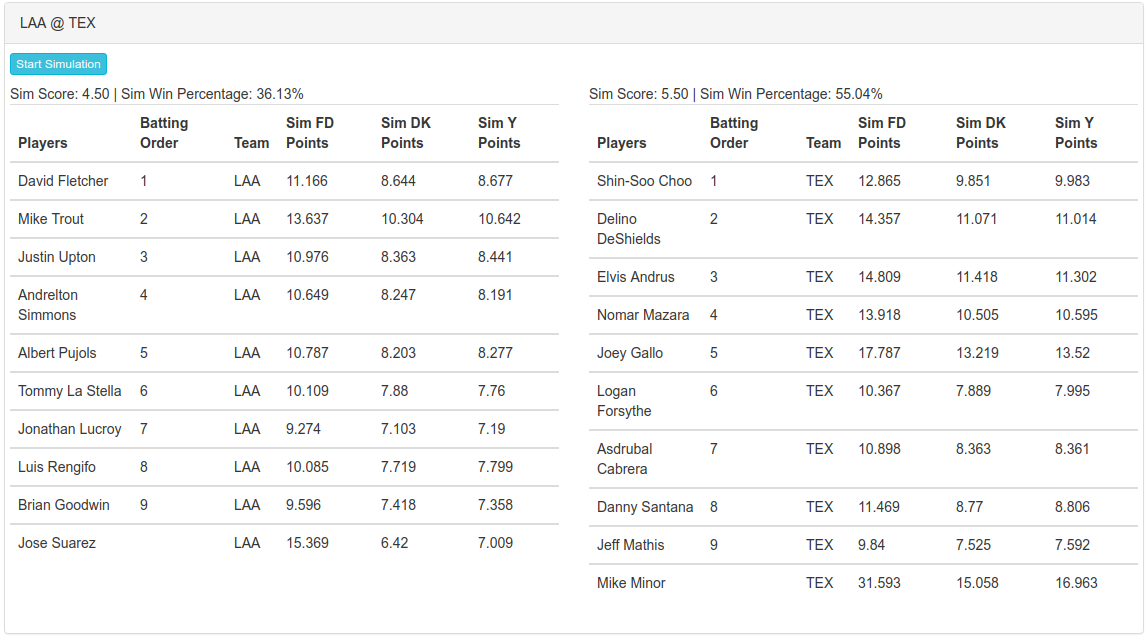 LAA @ TEX
Start Simulation
Sim Score: 4.50 | Sim Win Percentage: 36.13%
Players Batting Order Team Sim FD Points Sim DK Points Sim Y Points
David Fletcher 1 LAA 11.166 8.644 8.677
Mike Trout 2 LAA 13.637 10.304 10.642
Justin Upton 3 LAA 10.976 8.363 8.441
Andrelton Simmons 4 LAA 10.649 8.247 8.191
Albert Pujols 5 LAA 10.787 8.203 8.277
Tommy La Stella 6 LAA 10.109 7.88 7.76
Jonathan Lucroy 7 LAA 9.274 7.103 7.19
Luis Rengifo 8 LAA 10.085 7.719 7.799
Brian Goodwin 9 LAA 9.596 7.418 7.358
Jose Suarez LAA 15.369 6.42 7.009
Sim Score: 5.50 | Sim Win Percentage: 55.04%
Players Batting Order Team Sim FD Points Sim DK Points Sim Y Points
Shin-Soo Choo 1 TEX 12.865 9.851 9.983
Delino DeShields 2 TEX 14.357 11.071 11.014
Elvis Andrus 3 TEX 14.809 11.418 11.302
Nomar Mazara 4 TEX 13.918 10.505 10.595
Joey Gallo 5 TEX 17.787 13.219 13.52
Logan Forsythe 6 TEX 10.367 7.889 7.995
Asdrubal Cabrera 7 TEX 10.898 8.363 8.361
Danny Santana 8 TEX 11.469 8.77 8.806
Jeff Mathis 9 TEX 9.84 7.525 7.592
Mike Minor TEX 31.593 15.058 16.963